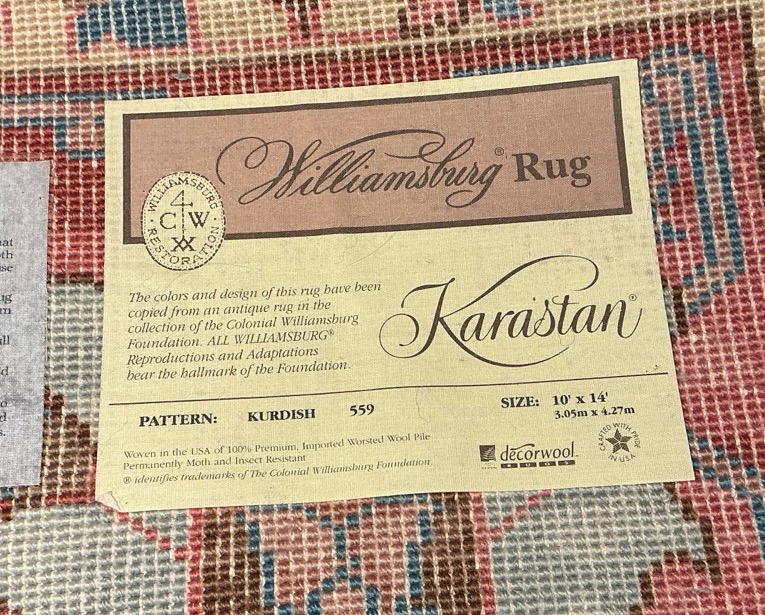 Williamsburg® Rug
WILLIAMSBURG
CW
RESTORATION
The colors and design of this rug have been
copied from an antique rug in the
collection of the Colonial Williamsburg
Foundation. ALL WILLIAMSBURG®
Reproductions and Adaptations
bear the hallmark of the Foundation.
Karastan®
PATTERN: KURDISH 559
SIZE: 10' x 14'
3.05m x 4.27m
Woven in the USA of 100% Premium, Imported Worsted Wool Pile
Permanently Moth and Insect Resistant
® identifies trademarks of The Colonial Williamsburg Foundation.
decorwool
RUGS
CRAFTED WITH PRIDE
IN U.S.A.